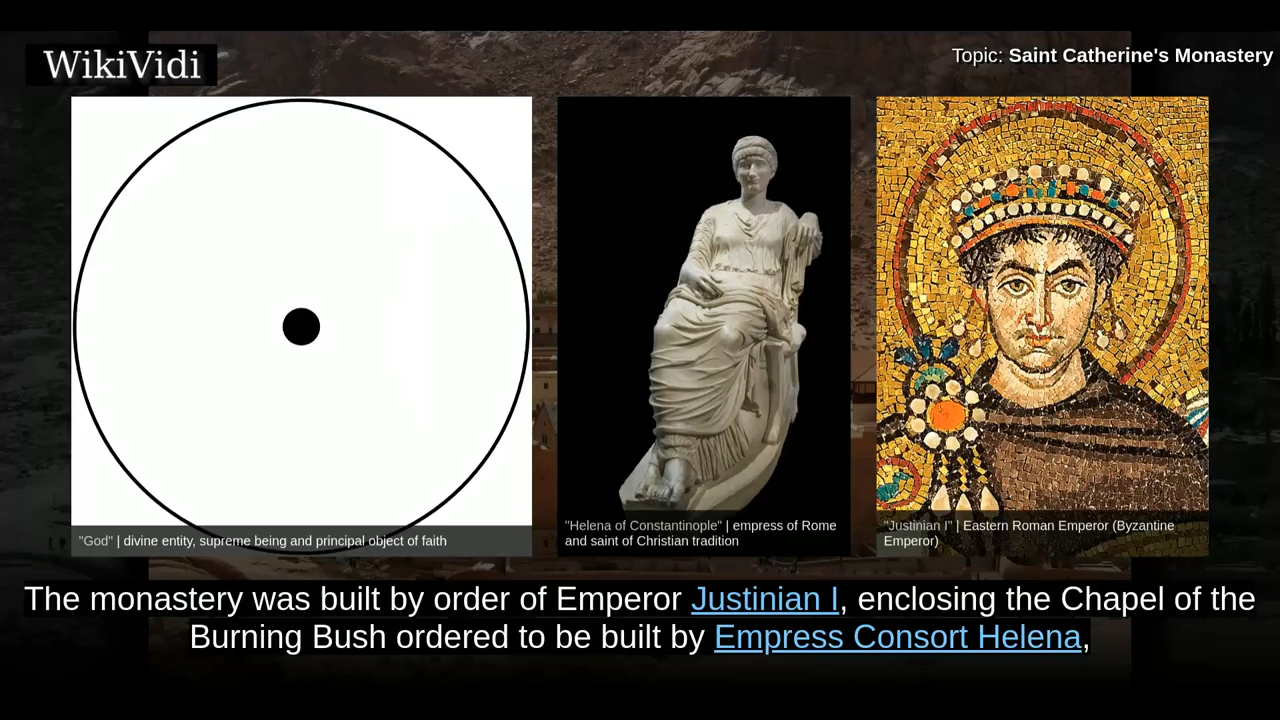 WikiVidi
Topic: Saint Catherine's Monastery
"God" | divine entity, supreme being and principal object of faith
"Helena of Constantinople" | empress of Rome
and saint of Christian tradition
"Justinian I" | Eastern Roman Emperor (Byzantine
Emperor)
The monastery was built by order of Emperor Justinian I, enclosing the Chapel of the
Burning Bush ordered to be built by Empress Consort Helena,